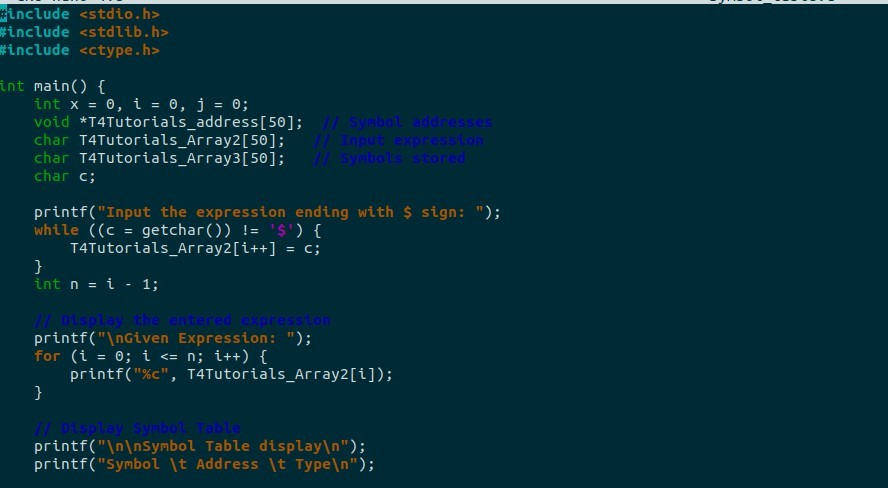 #include <stdio.h>
#include <stdlib.h>
#include <ctype.h>

int main() {
    int x = 0, i = 0, j = 0;
    void *T4Tutorials_address[50];  // Symbol addresses
    char T4Tutorials_Array2[50];   // Input expression
    char T4Tutorials_Array3[50];   // Symbols stored
    char c;

    printf("Input the expression ending with $ sign: ");
    while ((c = getchar()) != '$') {
        T4Tutorials_Array2[i++] = c;
    }
    int n = i - 1;

    // Display the entered expression
    printf("\nGiven Expression: ");
    for (i = 0; i <= n; i++) {
        printf("%c", T4Tutorials_Array2[i]);
    }

    // Display Symbol Table
    printf("\n\nSymbol Table display\n");
    printf("Symbol \t Address \t Type\n");